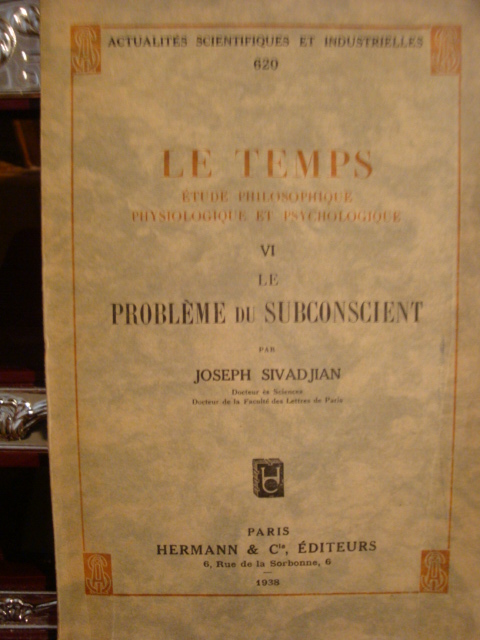 ACTUALITÉS SCIENTIFIQUES ET INDUSTRIELLES
620
LE TEMPS
ÉTUDE PHILOSOPHIQUE
PHYSIOLOGIQUE ET PSYCHOLOGIQUE
VI
LE
PROBLÈME DU SUBCONSCIENT
PAR
JOSEPH SIVADJIAN
Docteur ès Sciences
Docteur de la Faculté des Lettres de Paris
HC
PARIS
HERMANN & Cie, ÉDITEURS
6, Rue de la Sorbonne, 6
1938